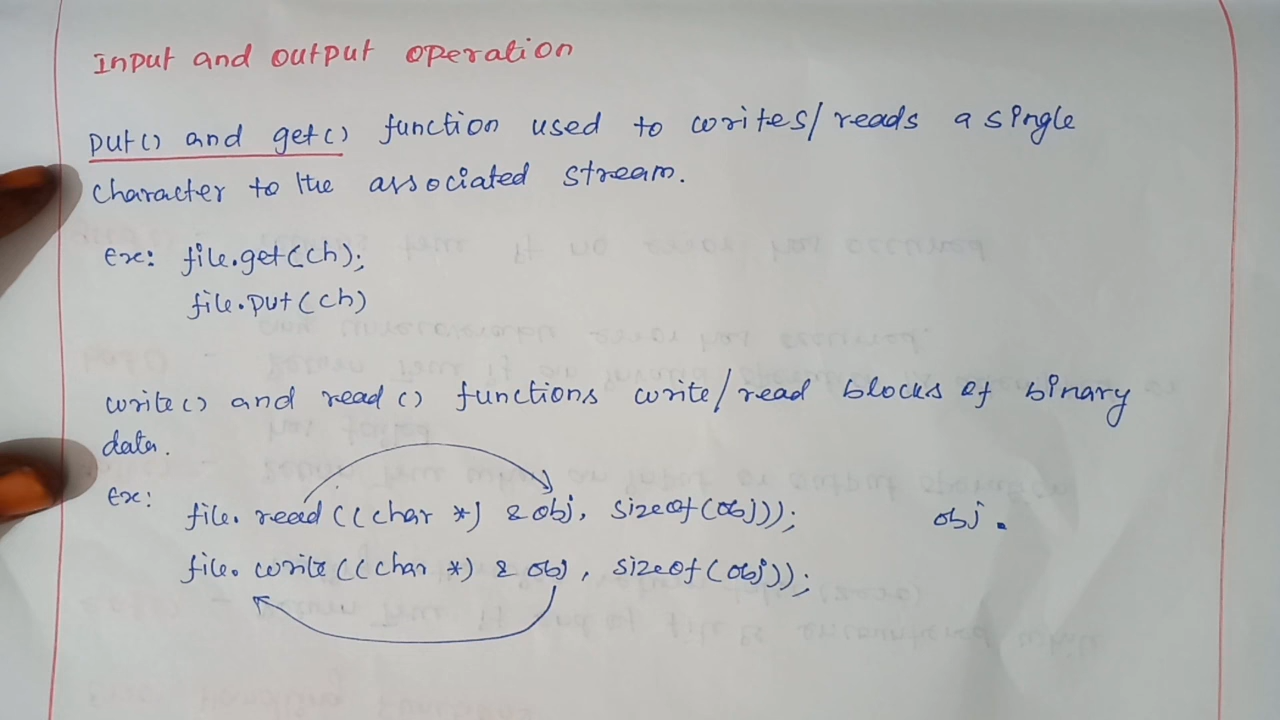 Input and output operation
put() and get() function used to writes/reads a single
character to the associated stream.
Ex: file.get(ch);
file.put(ch)
write() and read() functions write/read blocks of binary
data.
Ex:
file. read((char *) &obj, sizeof(obj)); obj.
file. write((char *) & obj, sizeof(obj));